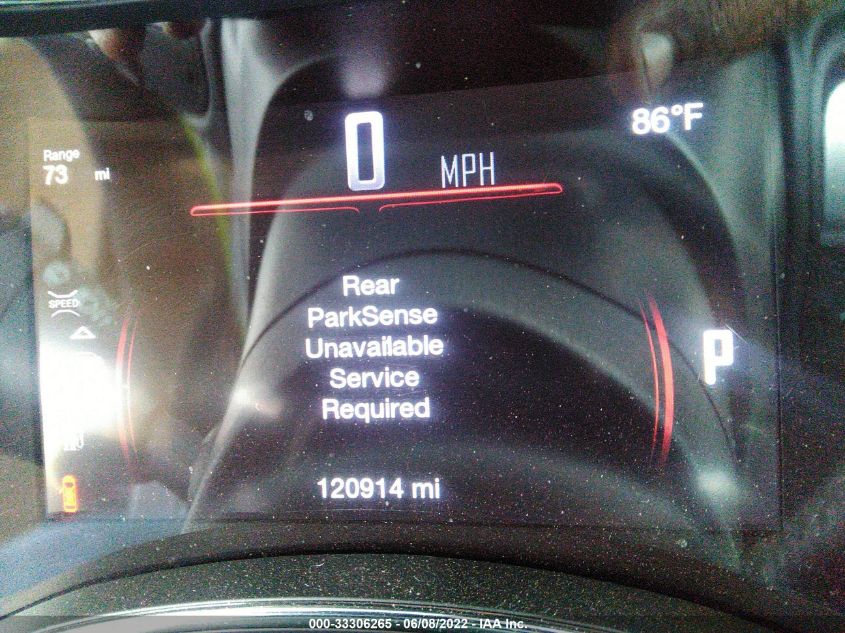 0 MPH
86°F
Range
73 mi
SPEED
Rear
ParkSense
Unavailable
Service
Required
P
120914 mi
000-33306265 - 06/08/2022 - IAA Inc.